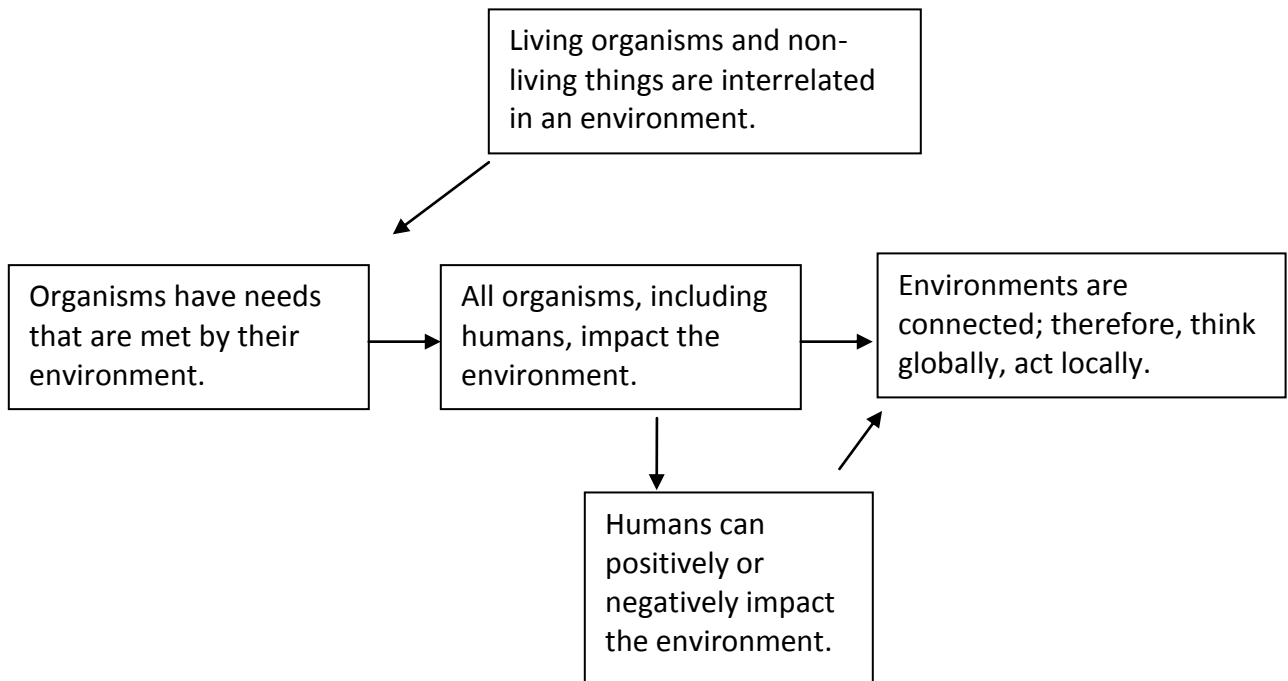 Living organisms and non-
living things are interrelated
in an environment.
Organisms have needs
that are met by their
environment.
All organisms, including
humans, impact the
environment.
Environments are
connected; therefore, think
globally, act locally.
Humans can
positively or
negatively impact
the environment.